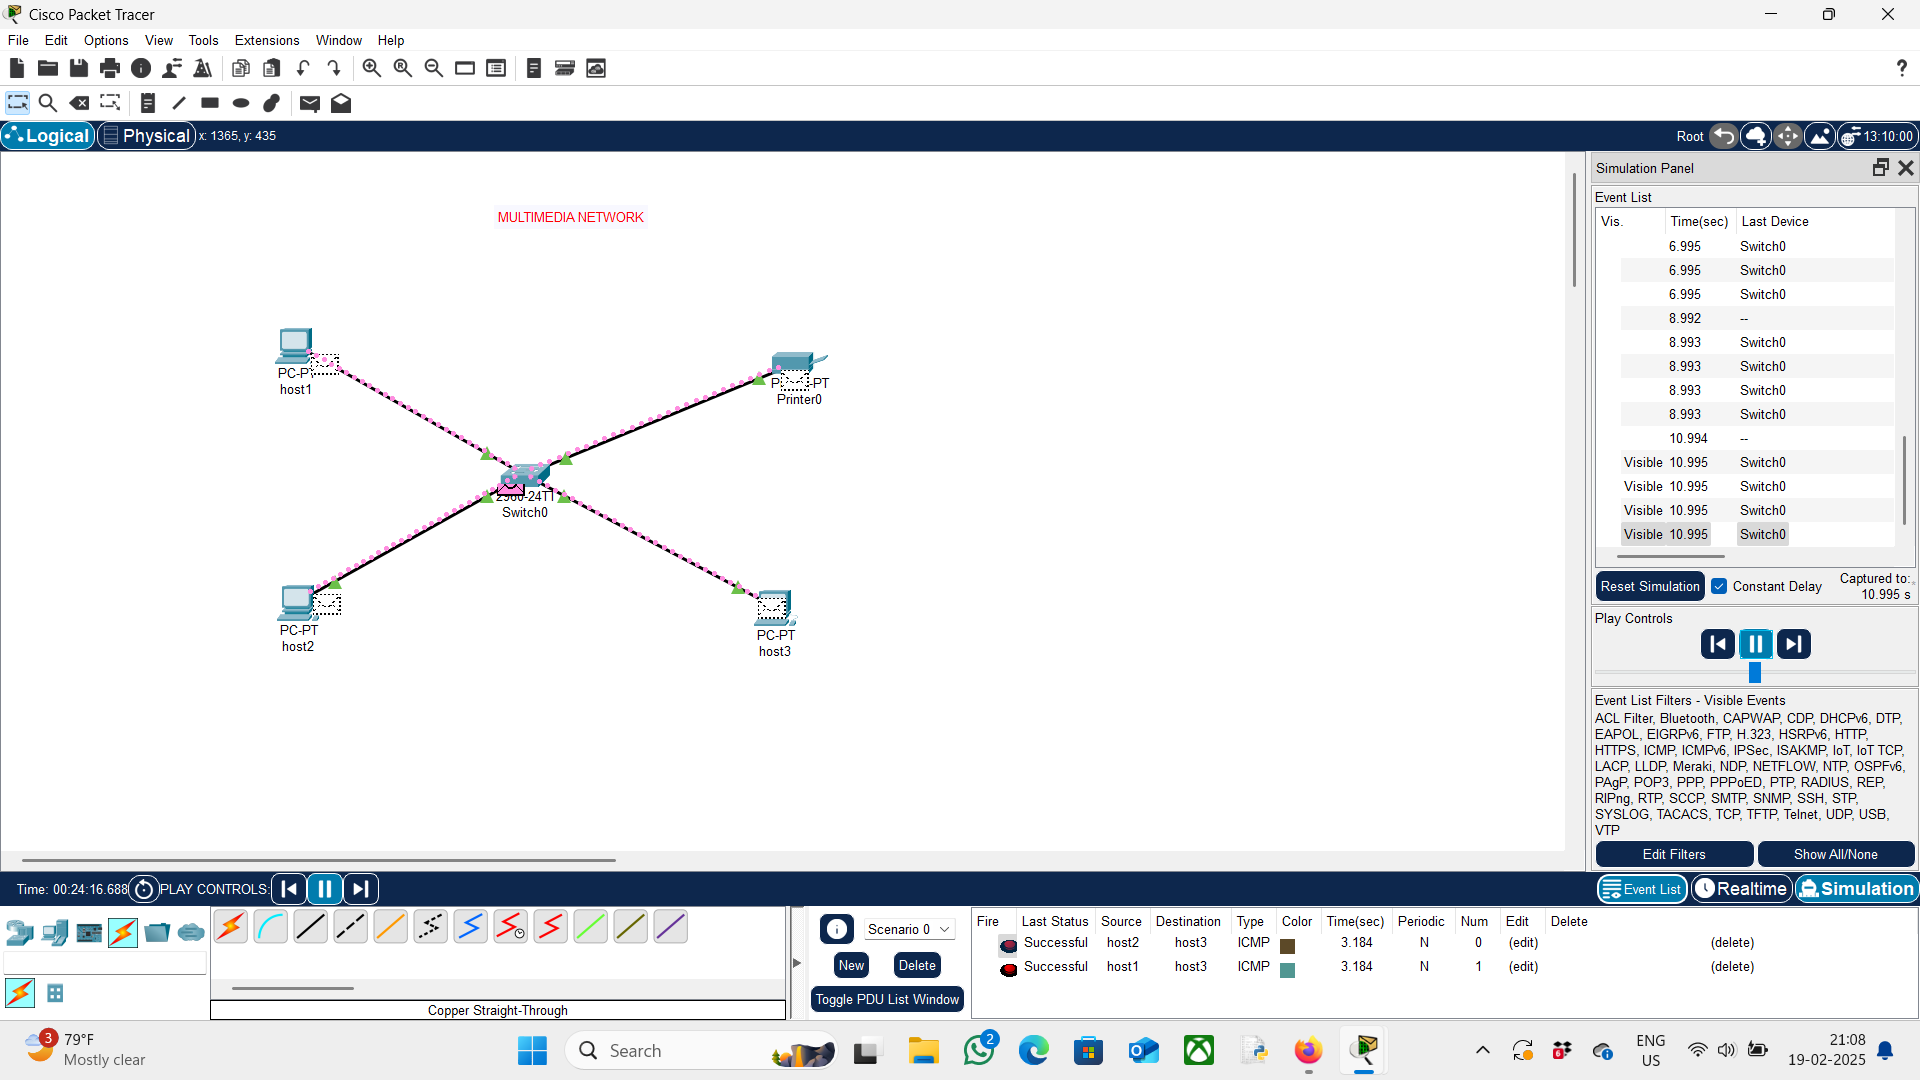 Cisco Packet Tracer
File Edit Options View Tools Extensions Window Help
?
Logical Physical x: 1365, y: 435 Root 13:10:00
MULTIMEDIA NETWORK
host1
Printer0
Switch0
PC-PT
host2
PC-PT
host3
Simulation Panel
Event List
Vis. Time(sec) Last Device
6.995 Switch0
6.995 Switch0
6.995 Switch0
8.992 --
8.993 Switch0
8.993 Switch0
8.993 Switch0
8.993 Switch0
10.994 --
Visible 10.995 Switch0
Visible 10.995 Switch0
Visible 10.995 Switch0
Visible 10.995 Switch0
Reset Simulation Constant Delay Captured to:
10.995 s
Play Controls
Event List Filters - Visible Events
ACL Filter, Bluetooth, CAPWAP, CDP, DHCPv6, DTP,
EAPOL, EIGRPv6, FTP, H.323, HSRPv6, HTTP,
HTTPS, ICMP, ICMPv6, IPSec, ISAKMP, IoT, IoT TCP,
LACP, LLDP, Meraki, NDP, NETFLOW, NTP, OSPFv6,
PAgP, POP3, PPP, PPPoED, PTP, RADIUS, REP,
RIPng, RTP, SCCP, SMTP, SNMP, SSH, STP,
SYSLOG, TACACS, TCP, TFTP, Telnet, UDP, USB,
VTP
Edit Filters Show All/None
Time: 00:24:16.688 PLAY CONTROLS: Event List Realtime Simulation
Copper Straight-Through
Scenario 0
New Delete
Toggle PDU List Window
Fire Last Status Source Destination Type Color Time(sec) Periodic Num Edit Delete
Successful host2 host3 ICMP 3.184 N 0 (edit) (delete)
Successful host1 host3 ICMP 3.184 N 1 (edit) (delete)
3 79°F
Mostly clear
Search
2
6
ENG
US
21:08
19-02-2025